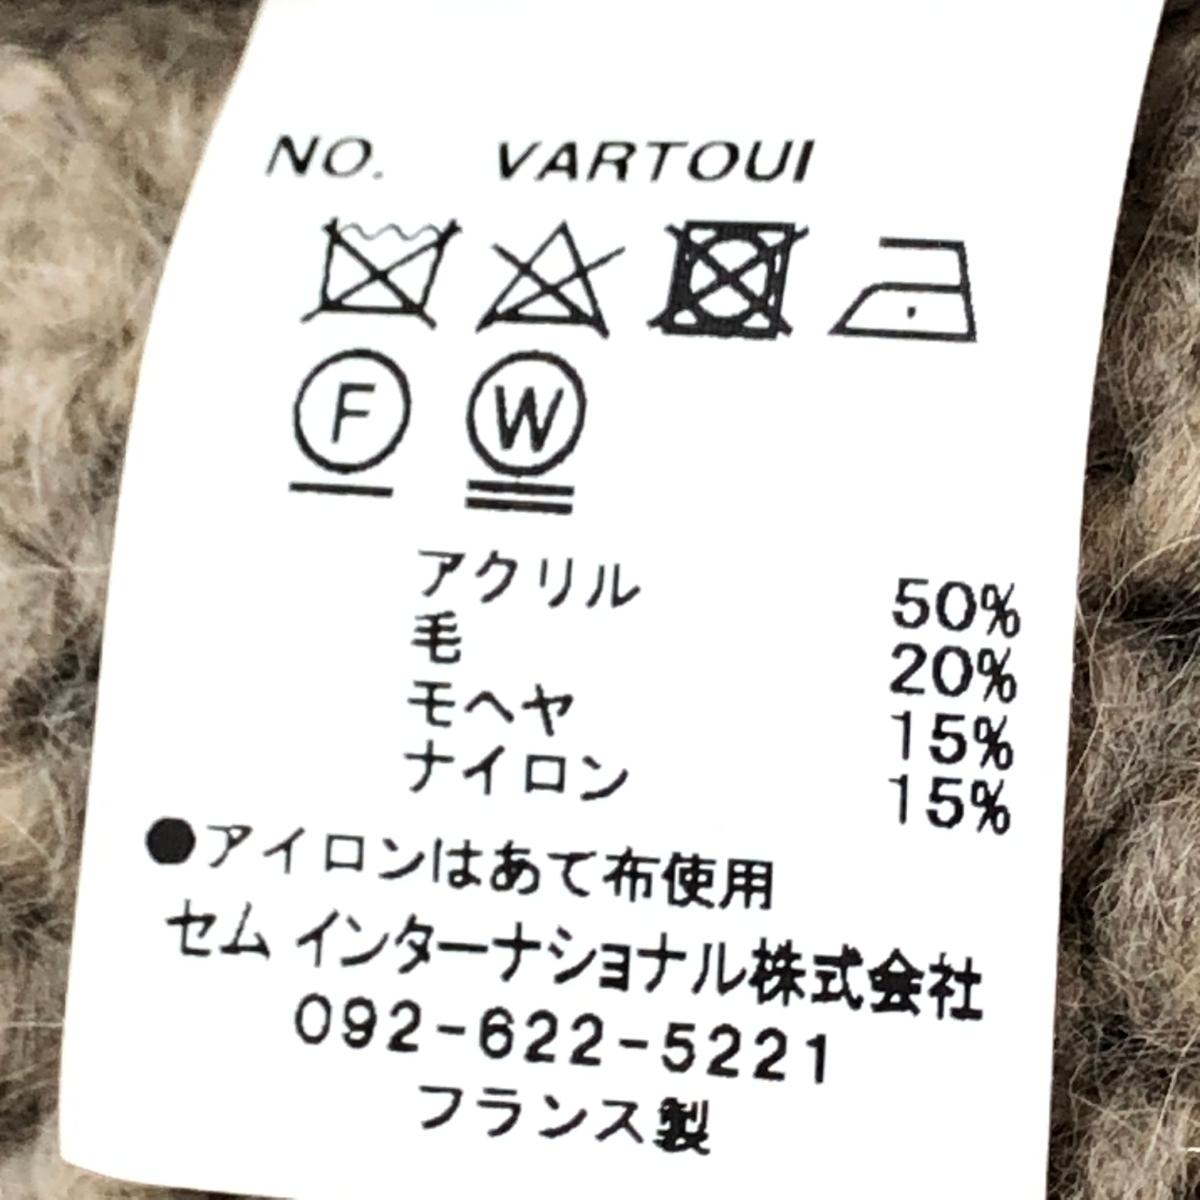 NO. VARTOUI
F W
アクリル 50%
毛 20%
モヘヤ 15%
ナイロン 15%
●アイロンはあて布使用
セム インターナショナル株式会社
092-622-5221
フランス製